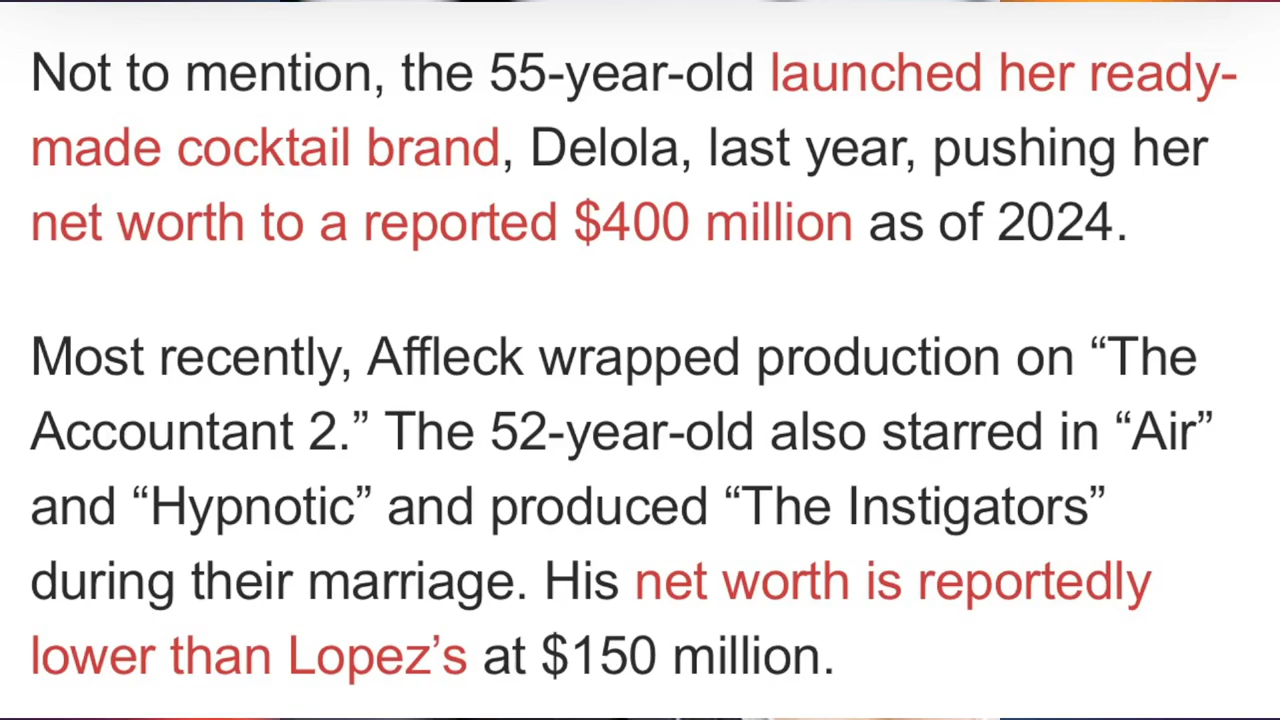 Not to mention, the 55-year-old launched her ready-
made cocktail brand, Delola, last year, pushing her
net worth to a reported $400 million as of 2024.
Most recently, Affleck wrapped production on “The
Accountant 2.” The 52-year-old also starred in “Air”
and “Hypnotic” and produced “The Instigators”
during their marriage. His net worth is reportedly
lower than Lopez’s at $150 million.